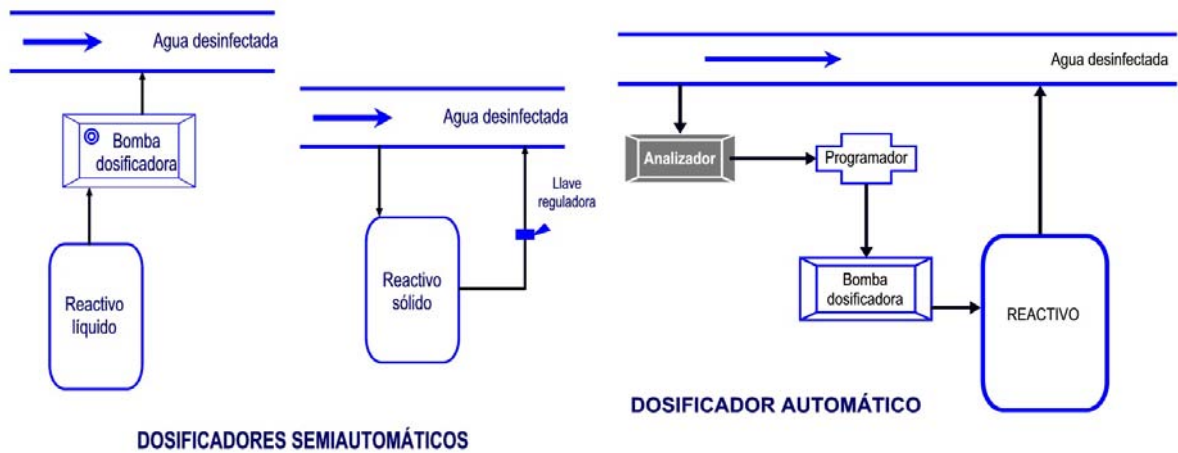 Agua desinfectada
Bomba
dosificadora
Reactivo
líquido
Agua desinfectada
Llave
reguladora
Reactivo
sólido
DOSIFICADORES SEMIAUTOMÁTICOS
Agua desinfectada
Analizador
Programador
Bomba
dosificadora
REACTIVO
DOSIFICADOR AUTOMÁTICO